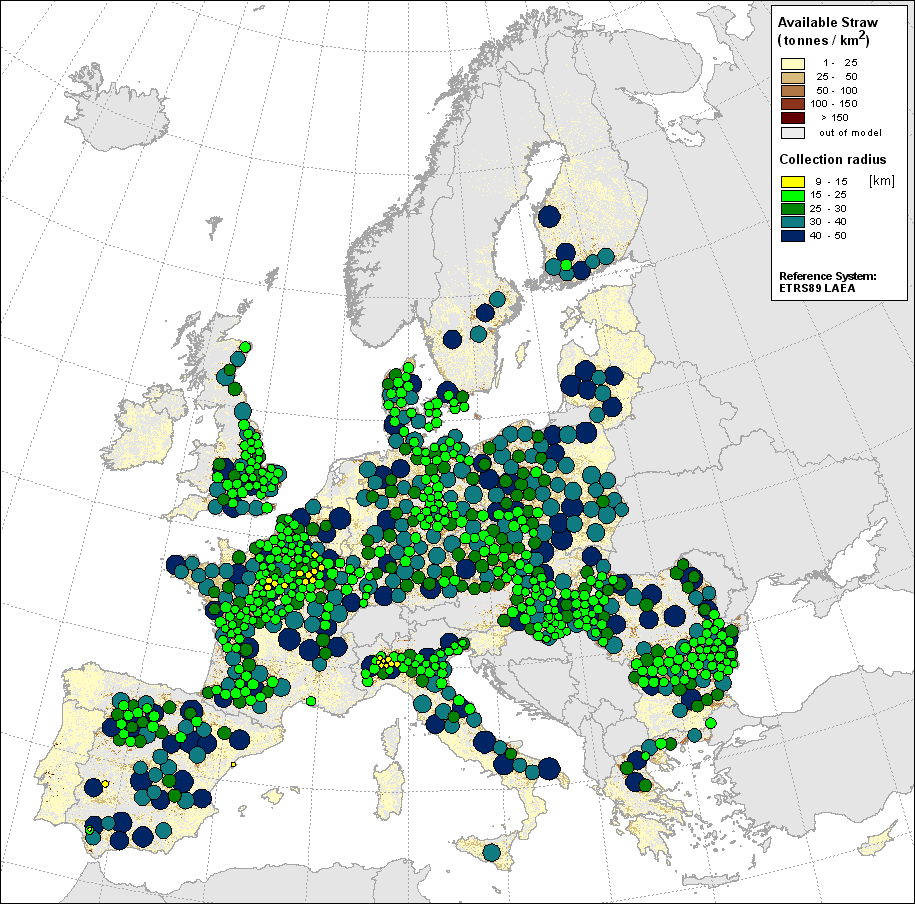 Available Straw
(tonnes / km2)
1 - 25
25 - 50
50 - 100
100 - 150
> 150
out of model
Collection radius
9 - 15 [km]
15 - 25
25 - 30
30 - 40
40 - 50
Reference System:
ETRS89 LAEA